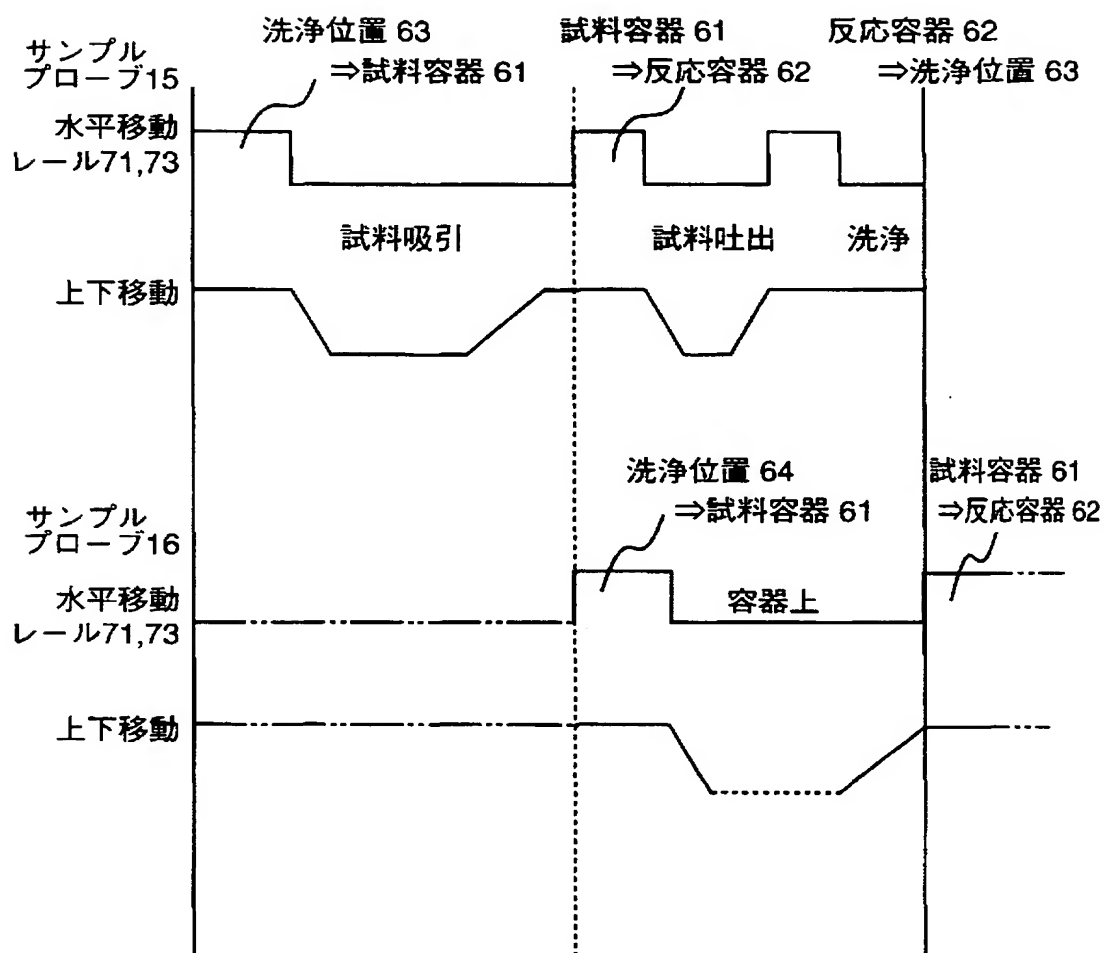 サンプル
プローブ15
洗浄位置 63
⇒試料容器 61
試料容器 61
⇒反応容器 62
反応容器 62
⇒洗浄位置 63
水平移動
レール71,73
試料吸引
試料吐出
洗浄
上下移動
サンプル
プローブ16
洗浄位置 64
⇒試料容器 61
試料容器 61
⇒反応容器 62
水平移動
レール71,73
容器上
上下移動